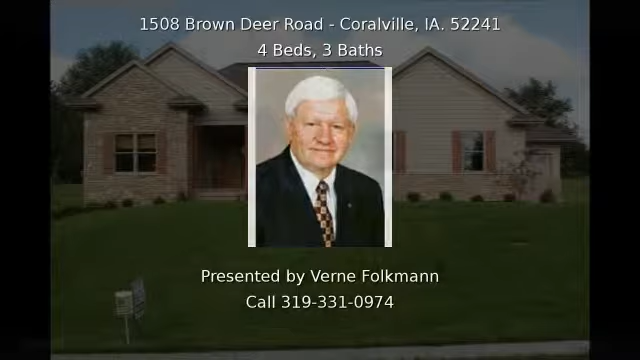 1508 Brown Deer Road - Coralville, IA. 52241
4 Beds, 3 Baths
Presented by Verne Folkmann
Call 319-331-0974